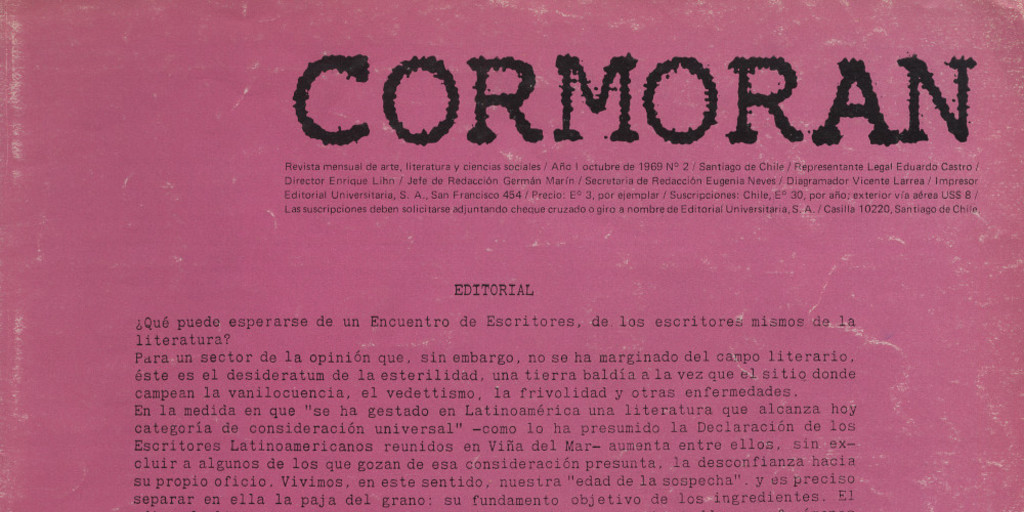 CORMORAN
Revista mensual de arte, literatura y ciencias sociales / Año I octubre de 1969 Nº 2 / Santiago de Chile / Representante Legal Eduardo Castro /
Director Enrique Lihn / Jefe de Redacción Germán Marín / Secretaria de Redacción Eugenia Neves / Diagramador Vicente Larrea / Impresor
Editorial Universitaria, S. A., San Francisco 454 / Precio: Eº 3, por ejemplar / Suscripciones: Chile, Eº 30, por año; exterior vía aérea US$ 8 /
Las suscripciones deben solicitarse adjuntando cheque cruzado o giro a nombre de Editorial Universitaria, S. A. / Casilla 10220, Santiago de Chile
EDITORIAL
¿Qué puede esperarse de un Encuentro de Escritores, de los escritores mismos de la
literatura?
Para un sector de la opinión que, sin embargo, no se ha marginado del campo literario,
éste es el desideratum de la esterilidad, una tierra baldía a la vez que el sitio donde
campean la vanilocuencia, el vedettismo, la frivolidad y otras enfermedades.
En la medida en que "se ha gestado en Latinoamérica una literatura que alcanza hoy
categoría de consideración universal" —como lo ha presumido la Declaración de los
Escritores Latinoamericanos reunidos en Viña del Mar— aumenta entre ellos, sin ex-
cluir a algunos de los que gozan de esa consideración presunta, la desconfianza hacia
su propio oficio. Vivimos, en este sentido, nuestra "edad de la sospecha", y es preciso
separar en ella la paja del grano: su fundamento objetivo de los ingredientes. El